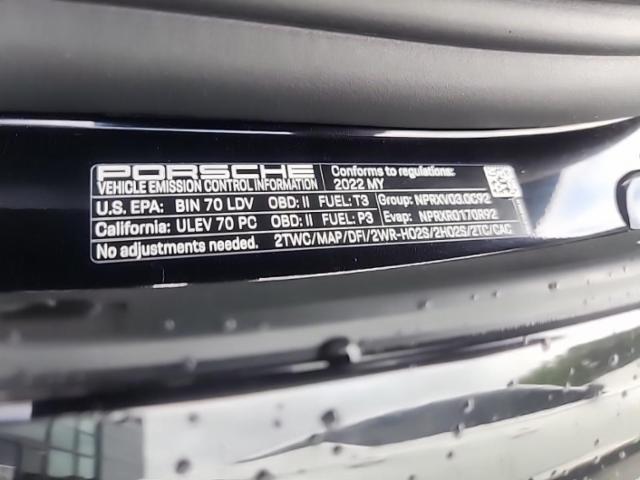 PORSCHE Conforms to regulations:
VEHICLE EMISSION CONTROL INFORMATION 2022 MY
U.S. EPA: BIN 70 LDV OBD: II FUEL: T3 Group: NPRXV03.0C92
California: ULEV 70 PC OBD: II FUEL: P3 Evap: NPRXR0170R92
No adjustments needed. 2TWC/MAP/DFI/2WR-HO2S/2HO2S/2TC/CAC